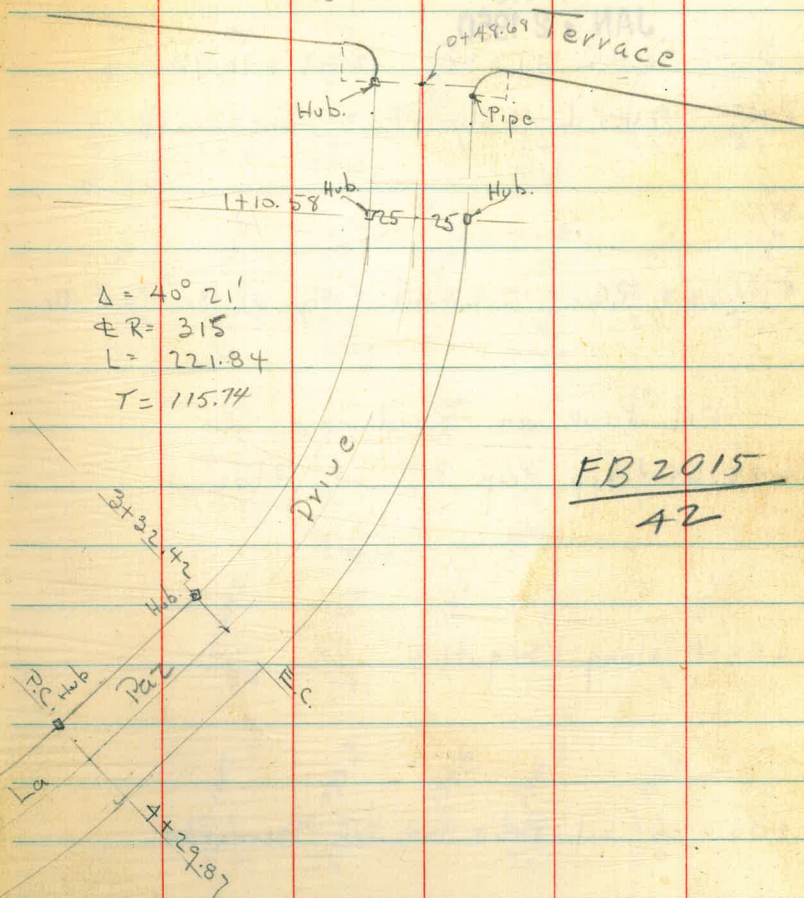 0+49.69 Terrace
Hub.
Pipe
1+10.58
Hub.
Hub.
25 25
Δ = 40° 21'
℄ R = 315
L = 221.84
T = 115.74
Drive
FB 2015
42
3+32.42
Hub.
P.C. Hub
Paz
E.C.
La
4+29.87